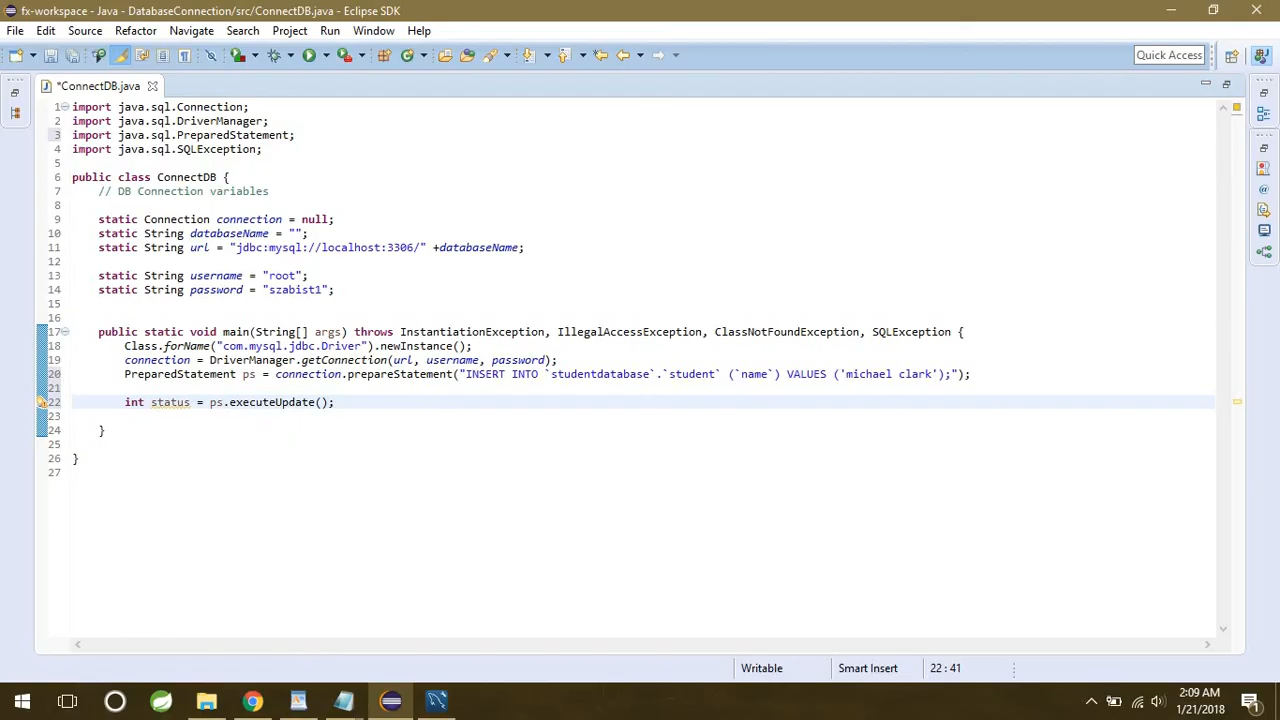 fx-workspace - Java - DatabaseConnection/src/ConnectDB.java - Eclipse SDK
File Edit Source Refactor Navigate Search Project Run Window Help
Quick Access
*ConnectDB.java
1 import java.sql.Connection;
2 import java.sql.DriverManager;
3 import java.sql.PreparedStatement;
4 import java.sql.SQLException;
5
6 public class ConnectDB {
7 // DB Connection variables
8
9 static Connection connection = null;
10 static String databaseName = "";
11 static String url = "jdbc:mysql://localhost:3306/" +databaseName;
12
13 static String username = "root";
14 static String password = "szabist1";
15
16
17 public static void main(String[] args) throws InstantiationException, IllegalAccessException, ClassNotFoundException, SQLException {
18 Class.forName("com.mysql.jdbc.Driver").newInstance();
19 connection = DriverManager.getConnection(url, username, password);
20 PreparedStatement ps = connection.prepareStatement("INSERT INTO `studentdatabase`.`student` (`name`) VALUES ('michael clark');");
21
22 int status = ps.executeUpdate();
23
24 }
25
26 }
27
Writable Smart Insert 22 : 41
2:09 AM
1/21/2018
1